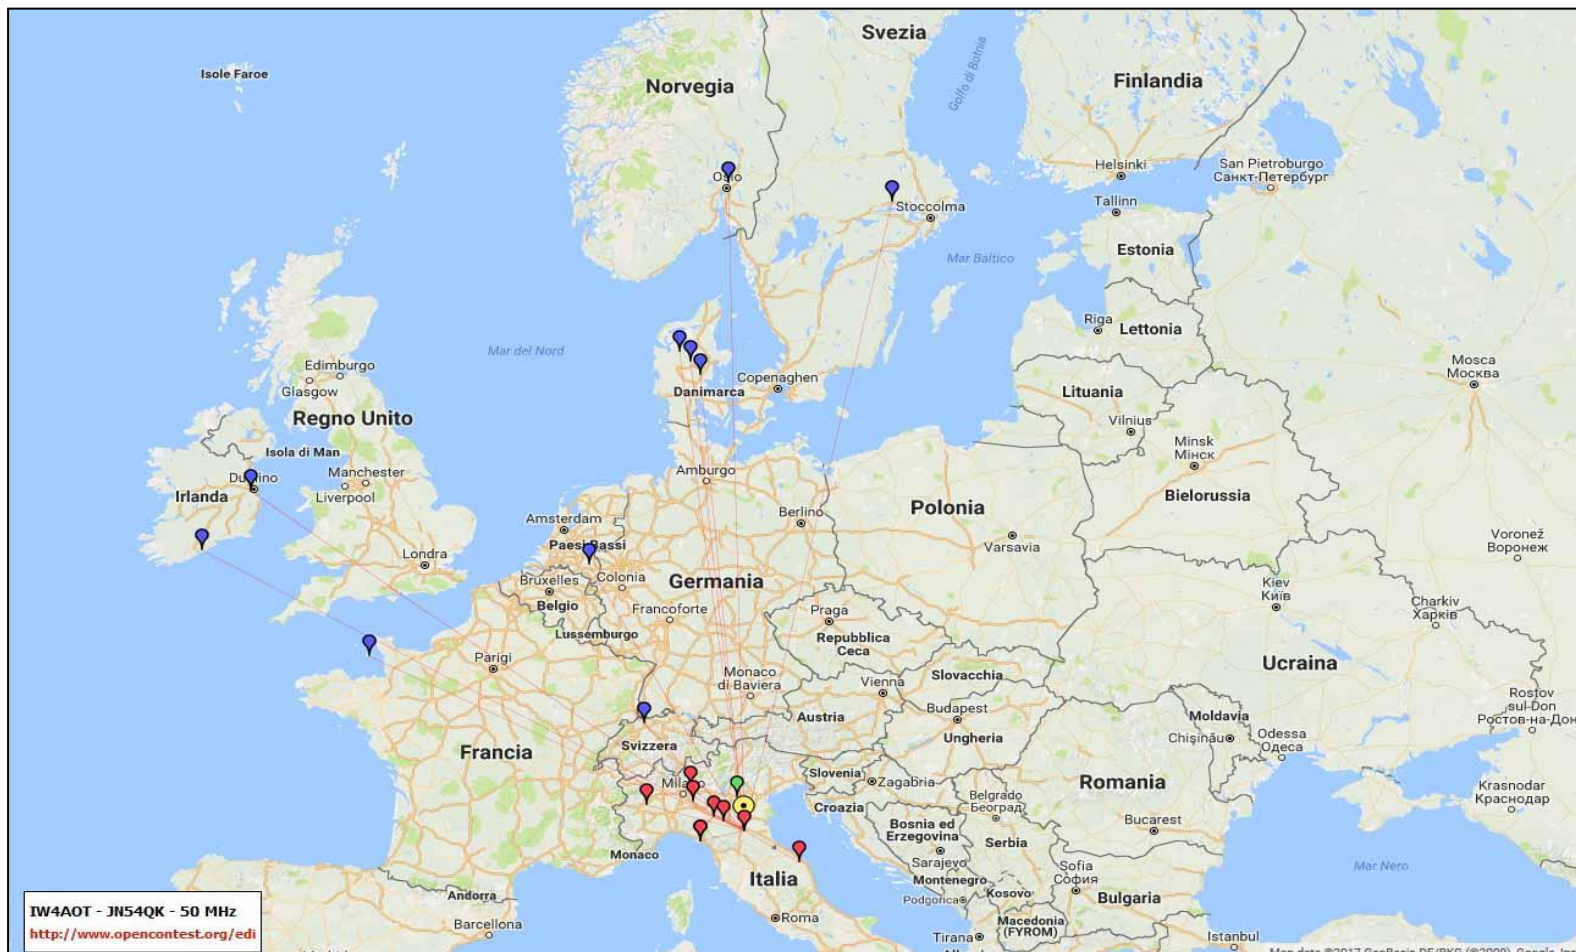 Svezia
Isole Faroe
Norvegia
Golfo di Botnia
Finlandia
Oslo
Helsinki
San Pietroburgo
Санкт-Петербург
Stoccolma
Tallinn
Estonia
Mar Baltico
Riga
Lettonia
Mar del Nord
Edimburgo
Glasgow
Mosca
Москва
Copenaghen
Danimarca
Lituania
Regno Unito
Vilnius
Isola di Man
Minsk
Мінск
Manchester
Liverpool
Irlanda
Amburgo
Bielorussia
Polonia
Berlino
Amsterdam
Paesi Bassi
Varsavia
Voronež
Воронеж
Londra
Bruxelles
Colonia
Germania
Belgio
Kiev
Київ
Francoforte
Praga
Charkiv
Харків
Lussemburgo
Repubblica
Ceca
Parigi
Ucraina
Monaco
di Baviera
Slovacchia
Vienna
Rostov
sul-Don
Ростов-на-Дон
Austria
Budapest
Moldavia
Ungheria
Chișinău
Odessa
Одеса
Svizzera
Francia
Slovenia
Zagabria
Romania
Krasnodar
Краснодар
Croazia
Belgrado
Београд
Bosnia ed
Erzegovina
Bucarest
Serbia
Monaco
Sarajevo
Sofia
София
Mar Nero
Italia
Montenegro
Kosovo
Andorra
Podgorica
Bulgaria
IW4AOT - JN54QK - 50 MHz
Roma
Macedonia
(FYROM)
http://www.opencontest.org/edi
Barcellona
Tirana
Istanbul